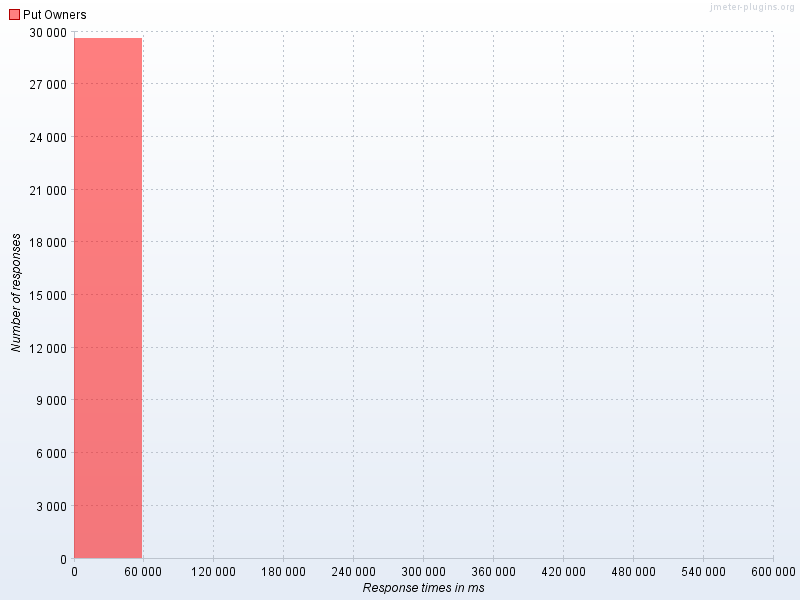 jmeter-plugins.org
Put Owners
30 000
27 000
24 000
21 000
18 000
15 000
12 000
9 000
6 000
3 000
0
Number of responses
0 60 000 120 000 180 000 240 000 300 000 360 000 420 000 480 000 540 000 600 000
Response times in ms